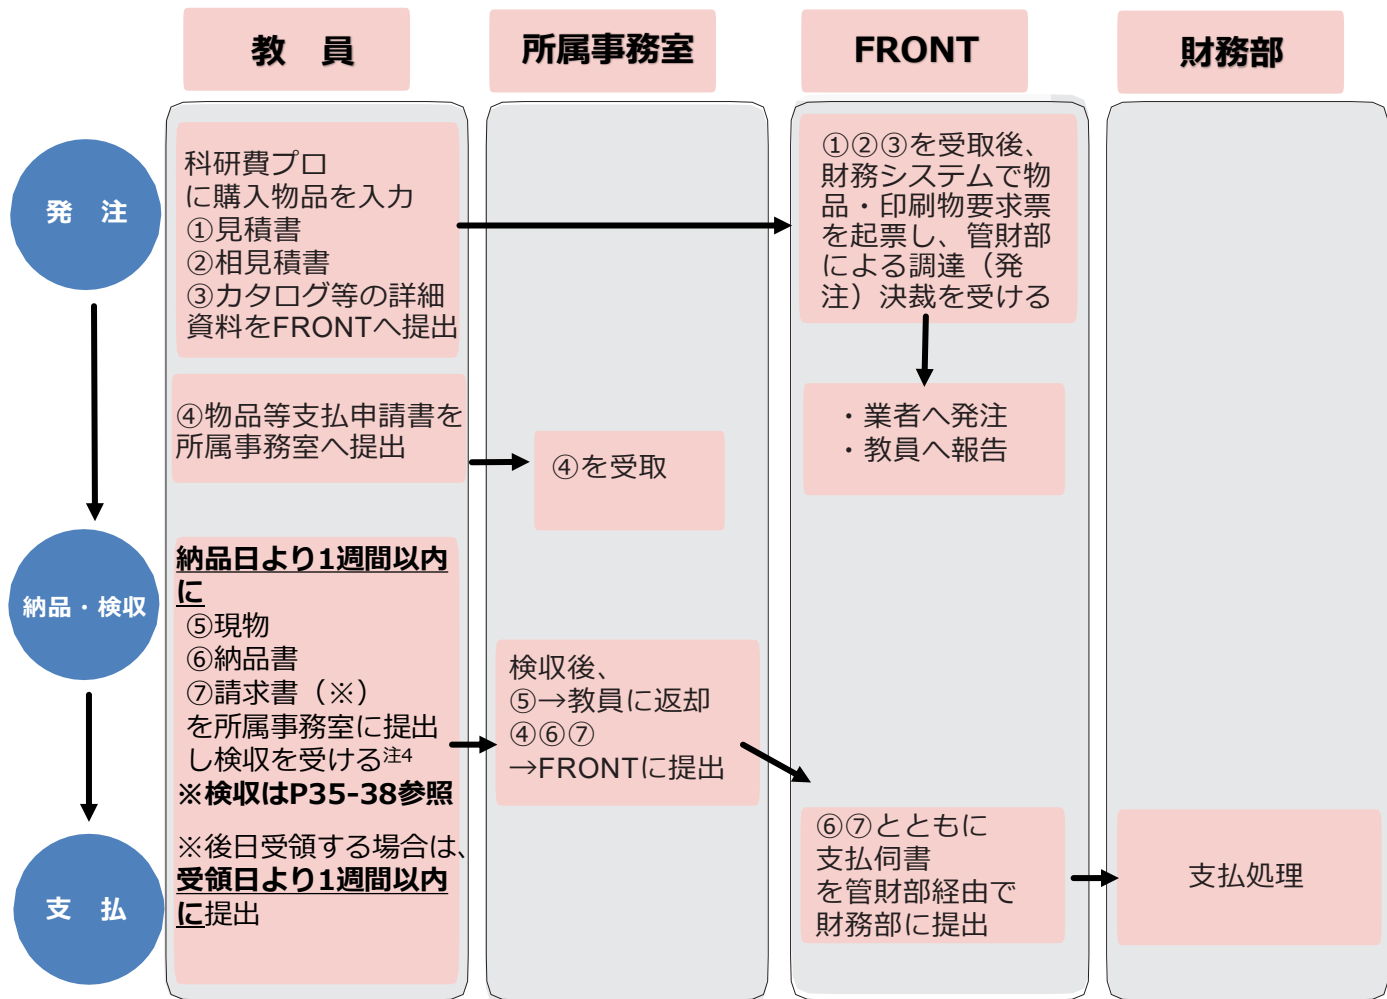 教　員
所属事務室
FRONT
財務部
発　注
科研費プロ
に購入物品を入力
①見積書
②相見積書
③カタログ等の詳細
資料をFRONTへ提出
①②③を受取後、
財務システムで物
品・印刷物要求票
を起票し、管財部
による調達（発
注）決裁を受ける
④物品等支払申請書を
所属事務室へ提出
④を受取
・業者へ発注
・教員へ報告
納品・検収
納品日より1週間以内
に
⑤現物
⑥納品書
⑦請求書（※）
を所属事務室に提出
し検収を受ける注4
※検収はP35-38参照
※後日受領する場合は、
受領日より1週間以内
に提出
検収後、
⑤→教員に返却
④⑥⑦
→FRONTに提出
支　払
⑥⑦とともに
支払伺書
を管財部経由で
財務部に提出
支払処理